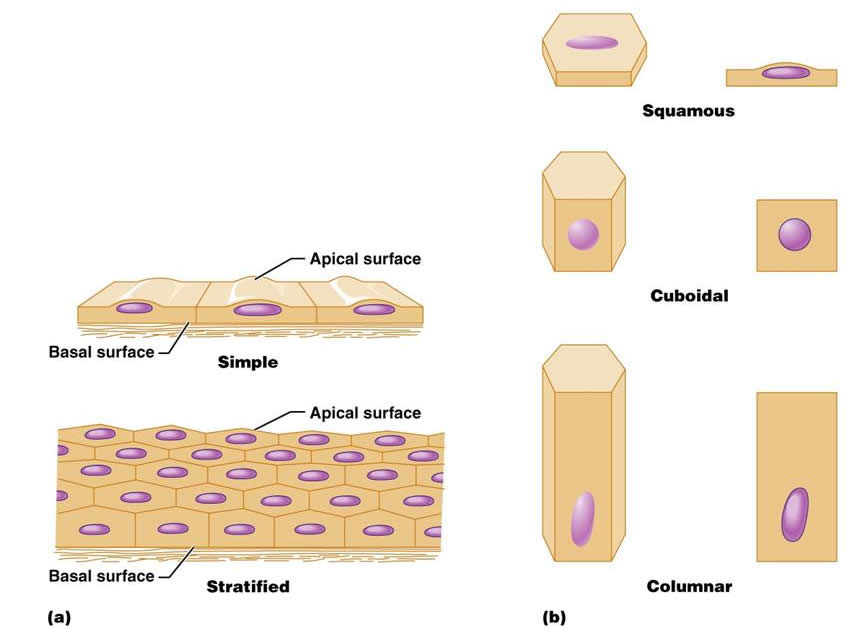 Apical surface
Basal surface
Simple
Apical surface
Basal surface
Stratified
(a)
Squamous
Cuboidal
Columnar
(b)